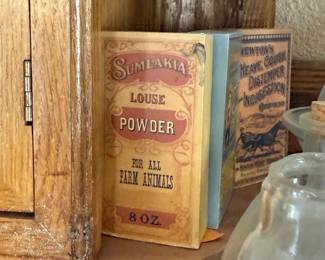 SUMLAKIA
LOUSE
POWDER
FOR ALL
FARM ANIMALS
8 OZ.
NEWTON'S
HEAVE, COUGH
DISTEMPER
INDIGESTION